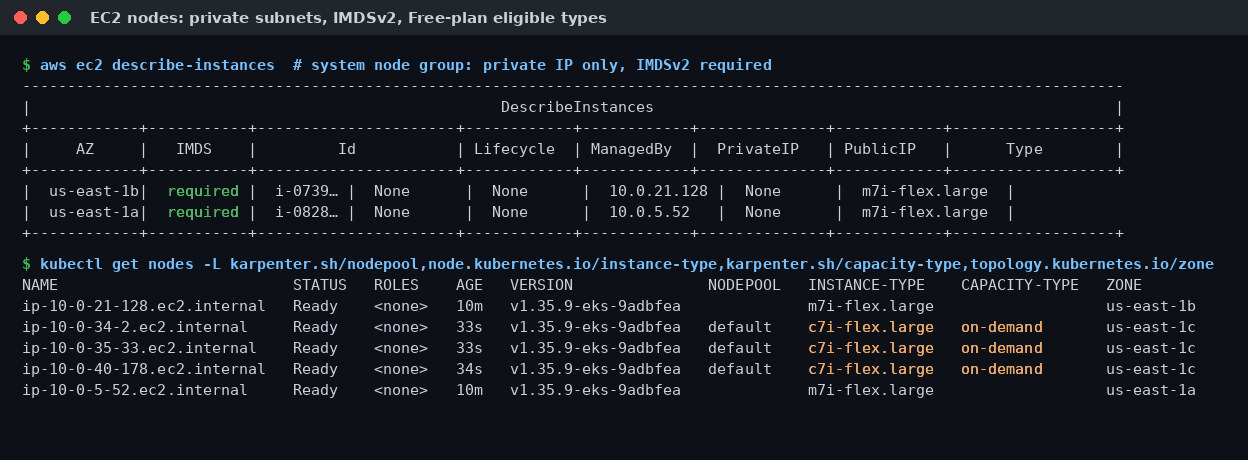 EC2 nodes: private subnets, IMDSv2, Free-plan eligible types
$ aws ec2 describe-instances  # system node group: private IP only, IMDSv2 required
--------------------------------------------------------------------------------------------------------------------------
|                                                    DescribeInstances                                                   |
+------------+-----------+----------------------+------------+------------+--------------+------------+------------------+
|     AZ     |   IMDS    |         Id           | Lifecycle  | ManagedBy  |  PrivateIP   | PublicIP   |      Type        |
+------------+-----------+----------------------+------------+------------+--------------+------------+------------------+
|  us-east-1b|  required |  i-0739… |  None      |  None      |  10.0.21.128 |  None      |  m7i-flex.large  |
|  us-east-1a|  required |  i-0828… |  None      |  None      |  10.0.5.52   |  None      |  m7i-flex.large  |
+------------+-----------+----------------------+------------+------------+--------------+------------+------------------+
$ kubectl get nodes -L karpenter.sh/nodepool,node.kubernetes.io/instance-type,karpenter.sh/capacity-type,topology.kubernetes.io/zone
NAME                          STATUS   ROLES    AGE   VERSION               NODEPOOL   INSTANCE-TYPE    CAPACITY-TYPE   ZONE
ip-10-0-21-128.ec2.internal   Ready    <none>   10m   v1.35.9-eks-9adbfea              m7i-flex.large                   us-east-1b
ip-10-0-34-2.ec2.internal     Ready    <none>   33s   v1.35.9-eks-9adbfea   default    c7i-flex.large   on-demand       us-east-1c
ip-10-0-35-33.ec2.internal    Ready    <none>   33s   v1.35.9-eks-9adbfea   default    c7i-flex.large   on-demand       us-east-1c
ip-10-0-40-178.ec2.internal   Ready    <none>   34s   v1.35.9-eks-9adbfea   default    c7i-flex.large   on-demand       us-east-1c
ip-10-0-5-52.ec2.internal     Ready    <none>   10m   v1.35.9-eks-9adbfea              m7i-flex.large                   us-east-1a